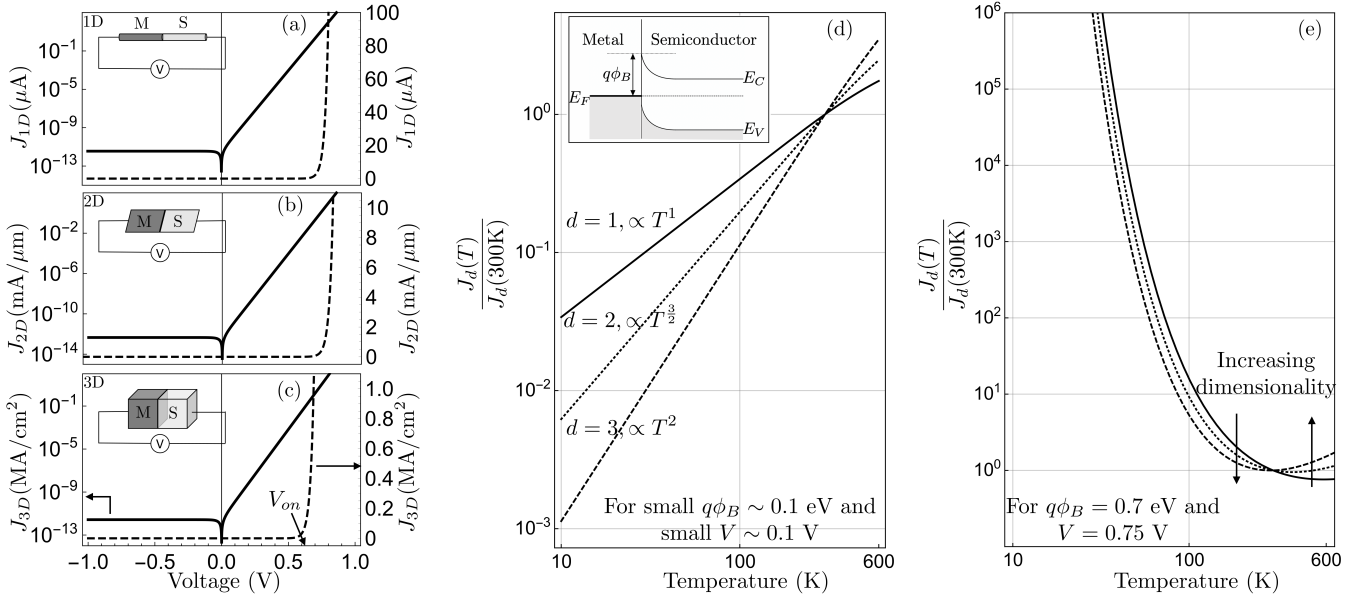 1D
M S
(a)
J_{1D}(μA)
10^{-1}
10^{-5}
10^{-9}
10^{-13}
V
100
80
60
40
20
0
J_{1D}(μA)
2D
M S
(b)
J_{2D}(mA/μm)
10^{-2}
10^{-6}
10^{-10}
10^{-14}
V
10
8
6
4
2
0
J_{2D}(mA/μm)
3D
M S
(c)
J_{3D}(MA/cm^2)
10^{-1}
10^{-5}
10^{-9}
10^{-13}
V
V_{on}
1.0
0.8
0.6
0.4
0.2
0
J_{3D}(MA/cm^2)
−1.0 −0.5 0.0 0.5 1.0
Voltage (V)
(d)
Metal Semiconductor
qϕ_B
E_C
E_F
E_V
J_d(T)
J_d(300K)
10^0
10^{-1}
10^{-2}
10^{-3}
d = 1, ∝ T^1
d = 2, ∝ T^{3/2}
d = 3, ∝ T^2
For small qϕ_B ∼ 0.1 eV and
small V ∼ 0.1 V
10 100 600
Temperature (K)
(e)
J_d(T)
J_d(300K)
10^6
10^5
10^4
10^3
10^2
10^1
10^0
Increasing
dimensionality
For qϕ_B = 0.7 eV and
V = 0.75 V
10 100 600
Temperature (K)